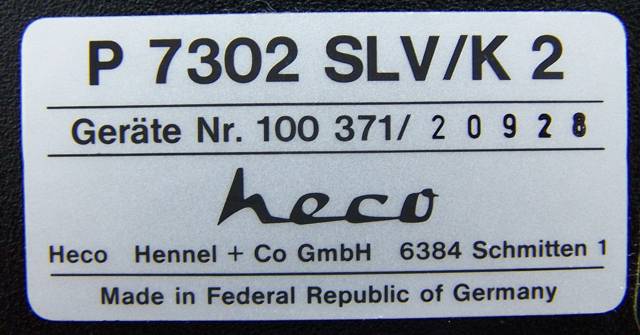 P 7302 SLV/K 2
Geräte Nr. 100 371/ 20928
heco
Heco Hennel + Co GmbH 6384 Schmitten 1
Made in Federal Republic of Germany